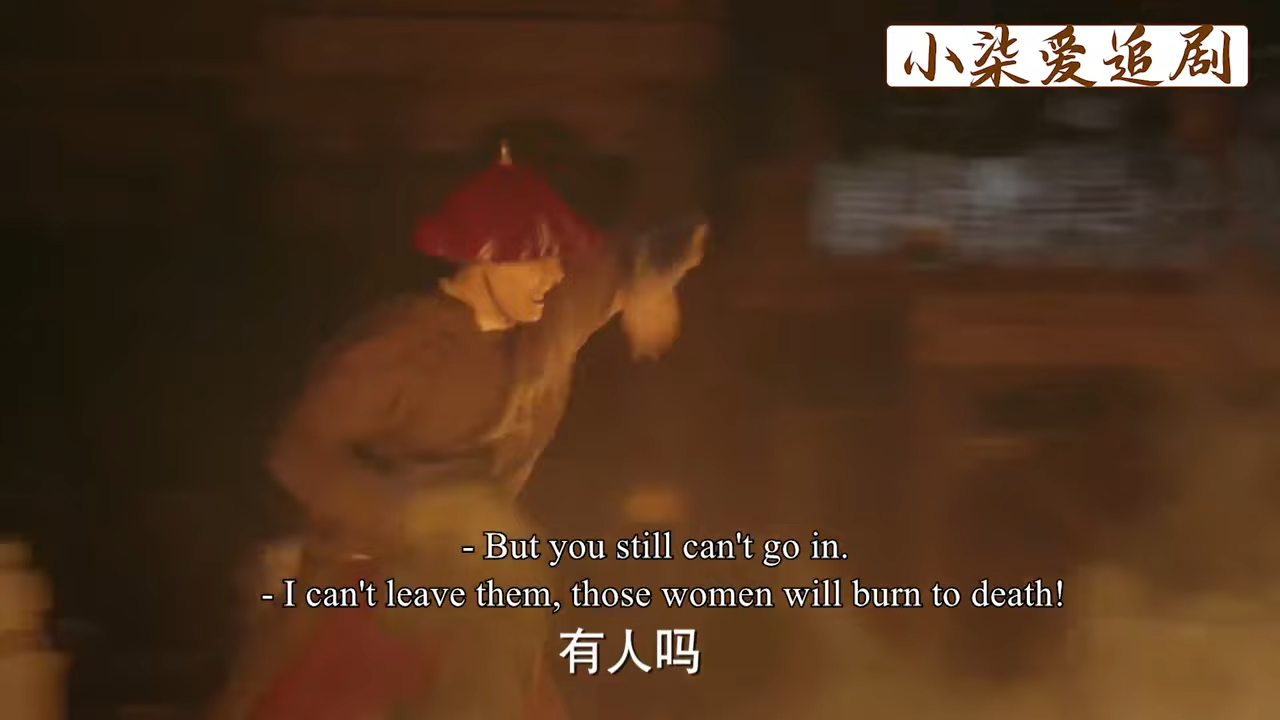 小柒爱追剧
- But you still can't go in.
- I can't leave them, those women will burn to death!
有人吗